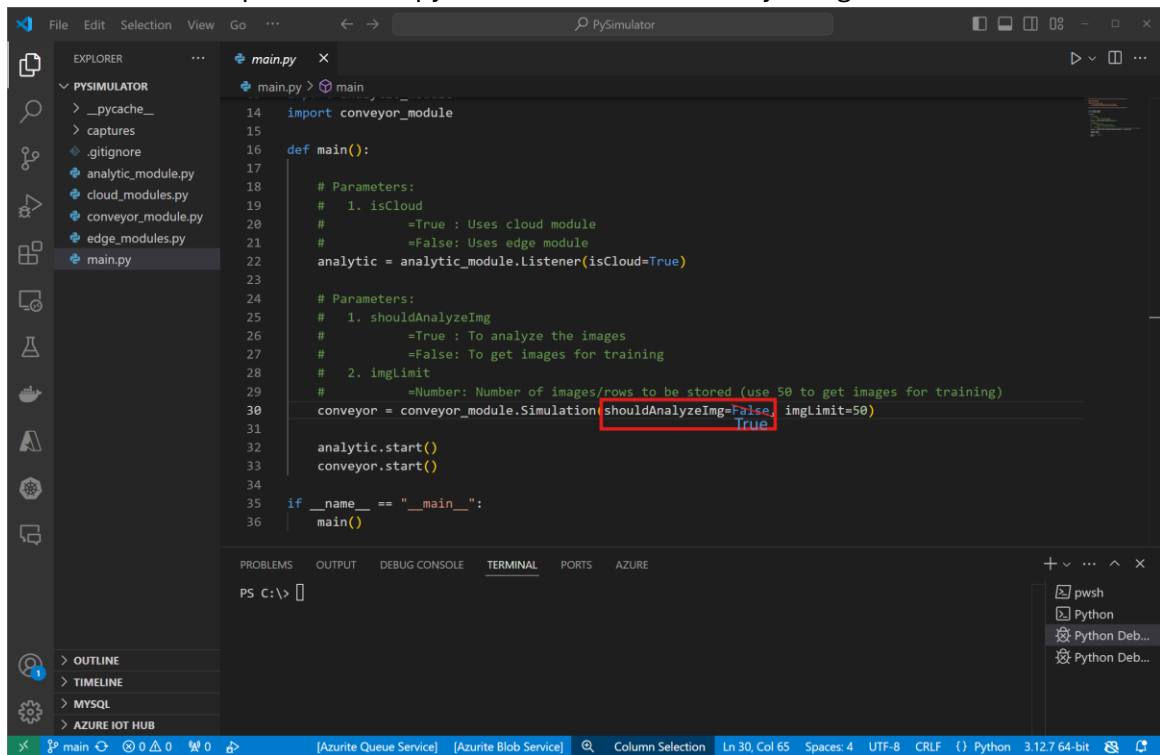 File Edit Selection View Go ··· PySimulator
EXPLORER ···
PYSIMULATOR
__pycache__
captures
.gitignore
analytic_module.py
cloud_modules.py
conveyor_module.py
edge_modules.py
main.py
OUTLINE
TIMELINE
MYSQL
AZURE IOT HUB
main.py
main.py > main
14 import conveyor_module
15
16 def main():
17
18 # Parameters:
19 # 1. isCloud
20 # =True : Uses cloud module
21 # =False: Uses edge module
22 analytic = analytic_module.Listener(isCloud=True)
23
24 # Parameters:
25 # 1. shouldAnalyzeImg
26 # =True : To analyze the images
27 # =False: To get images for training
28 # 2. imgLimit
29 # =Number: Number of images/rows to be stored (use 50 to get images for training)
30 conveyor = conveyor_module.Simulation(shouldAnalyzeImg=False, imgLimit=50)
True
31
32 analytic.start()
33 conveyor.start()
34
35 if __name__ == "__main__":
36 main()
PROBLEMS OUTPUT DEBUG CONSOLE TERMINAL PORTS AZURE
PS C:\>
pwsh
Python
Python Deb...
Python Deb...
1
main 0 0 0 [Azurite Queue Service] [Azurite Blob Service] Column Selection Ln 30, Col 65 Spaces: 4 UTF-8 CRLF {} Python 3.12.7 64-bit